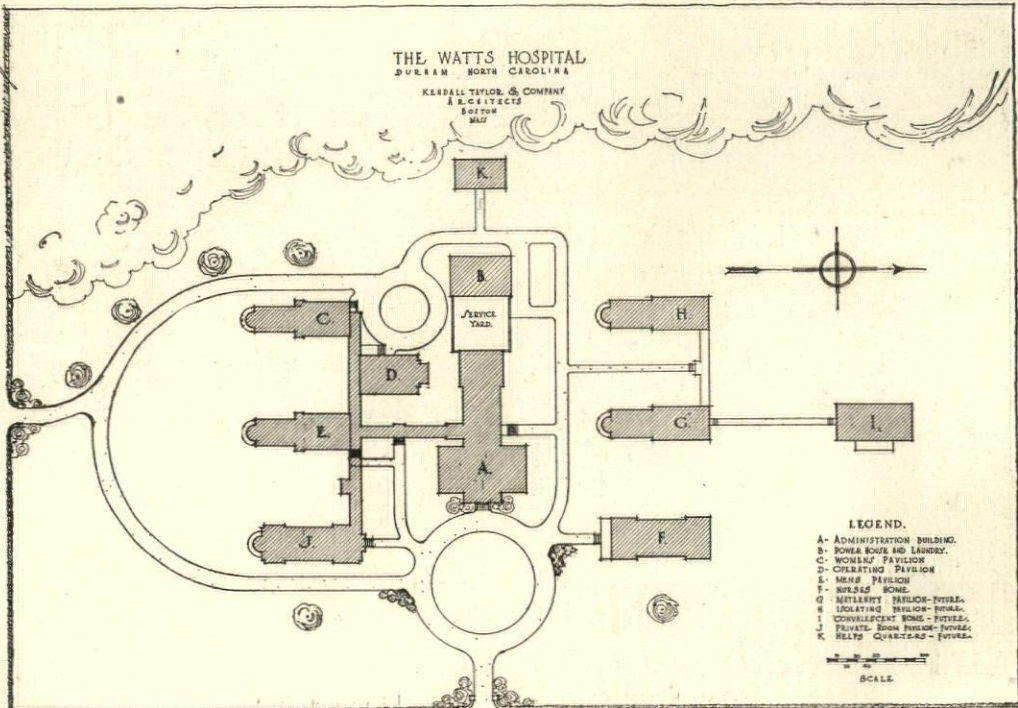 THE WATTS HOSPITAL
DURHAM NORTH CAROLINA
KENDALL TAYLOR & COMPANY
ARCHITECTS
BOSTON
MASS
K.
B.
SERVICE
YARD.
C.
H.
D.
E.
G.
I.
A.
J.
F.
LEGEND.
A- ADMINISTRATION BUILDING.
B- POWER HOUSE AND LAUNDRY.
C- WOMENS' PAVILION
D- OPERATING PAVILION
E- MENS PAVILION
F- NURSES HOME.
G MATERNITY PAVILION-FUTURE.
H ISOLATING PAVILION-FUTURE.
I CONVALESCENT HOME-FUTURE.
J PRIVATE ROOM PAVILION-FUTURE.
K HELPS QUARTERS-FUTURE.
SCALE